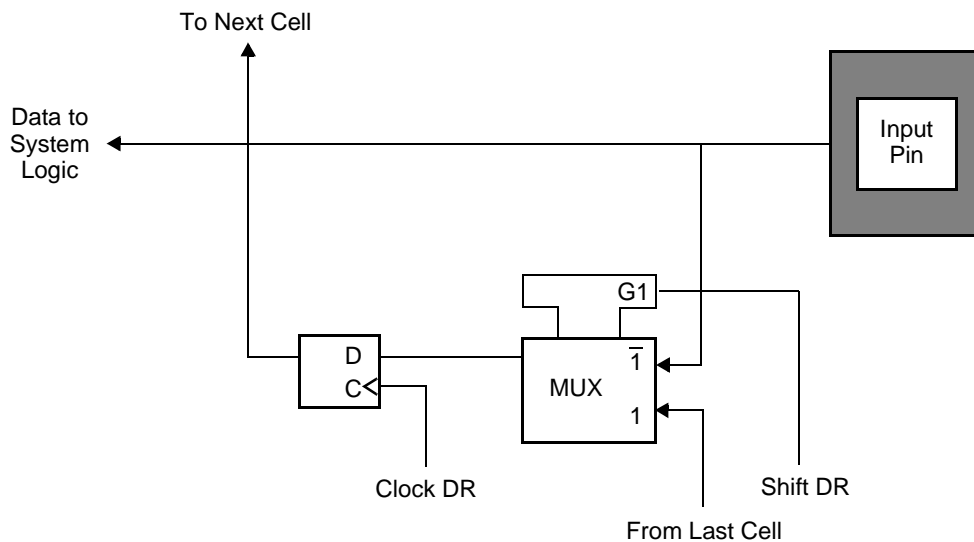 To Next Cell
Data to
System
Logic
Input
Pin
G1
D
1̅
C
MUX
1
Clock DR
Shift DR
From Last Cell